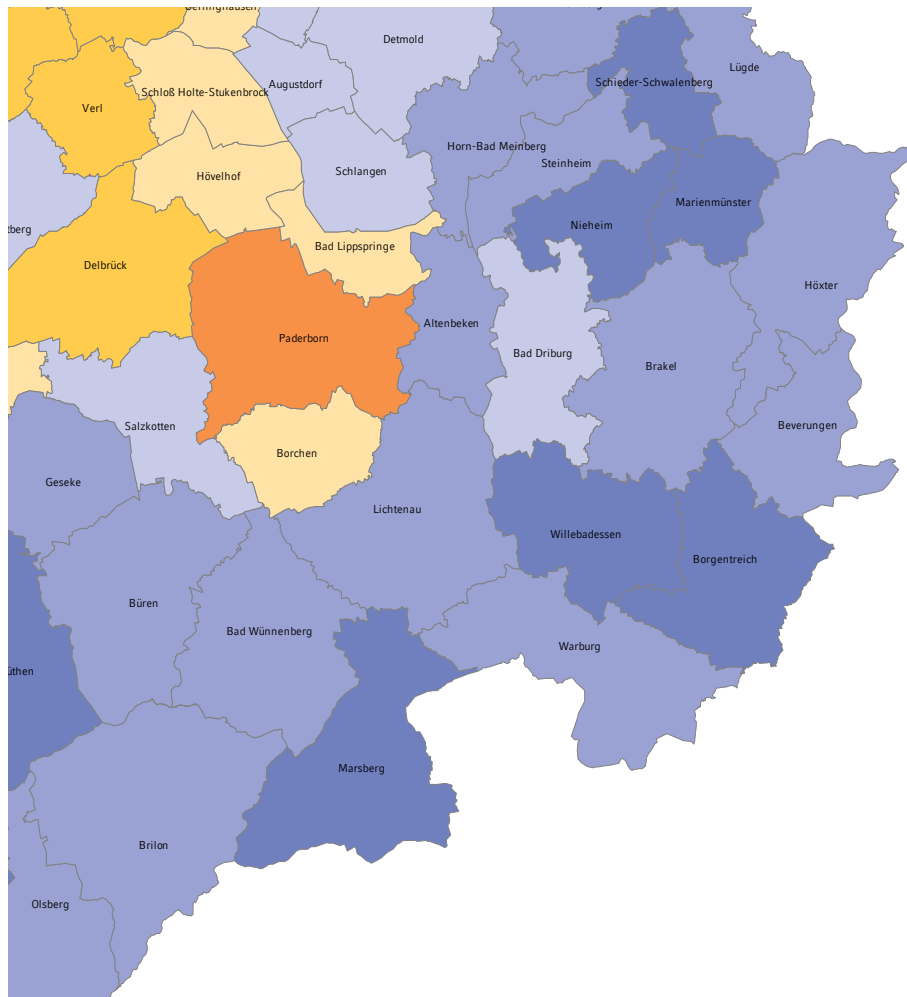 Detmold
Lügde
Schieder-Schwalenberg
Augustdorf
Schloß Holte-Stukenbrock
Verl
Horn-Bad Meinberg
Steinheim
Schlangen
Hövelhof
Marienmünster
Nieheim
tberg
Bad Lippspringe
Delbrück
Höxter
Altenbeken
Paderborn
Bad Driburg
Brakel
Salzkotten
Beverungen
Borchen
Geseke
Lichtenau
Willebadessen
Borgentreich
Büren
Bad Wünnenberg
Warburg
üthen
Marsberg
Brilon
Olsberg